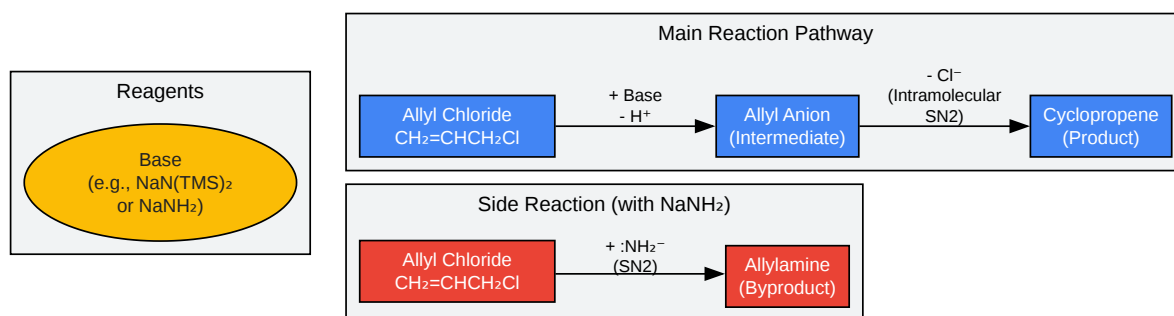 Reagents
Base
(e.g., NaN(TMS)₂
or NaNH₂)
Main Reaction Pathway
Allyl Chloride
CH₂=CHCH₂Cl
+ Base
- H⁺
Allyl Anion
(Intermediate)
- Cl⁻
(Intramolecular
SN2)
Cyclopropene
(Product)
Side Reaction (with NaNH₂)
Allyl Chloride
CH₂=CHCH₂Cl
+ :NH₂⁻
(SN2)
Allylamine
(Byproduct)